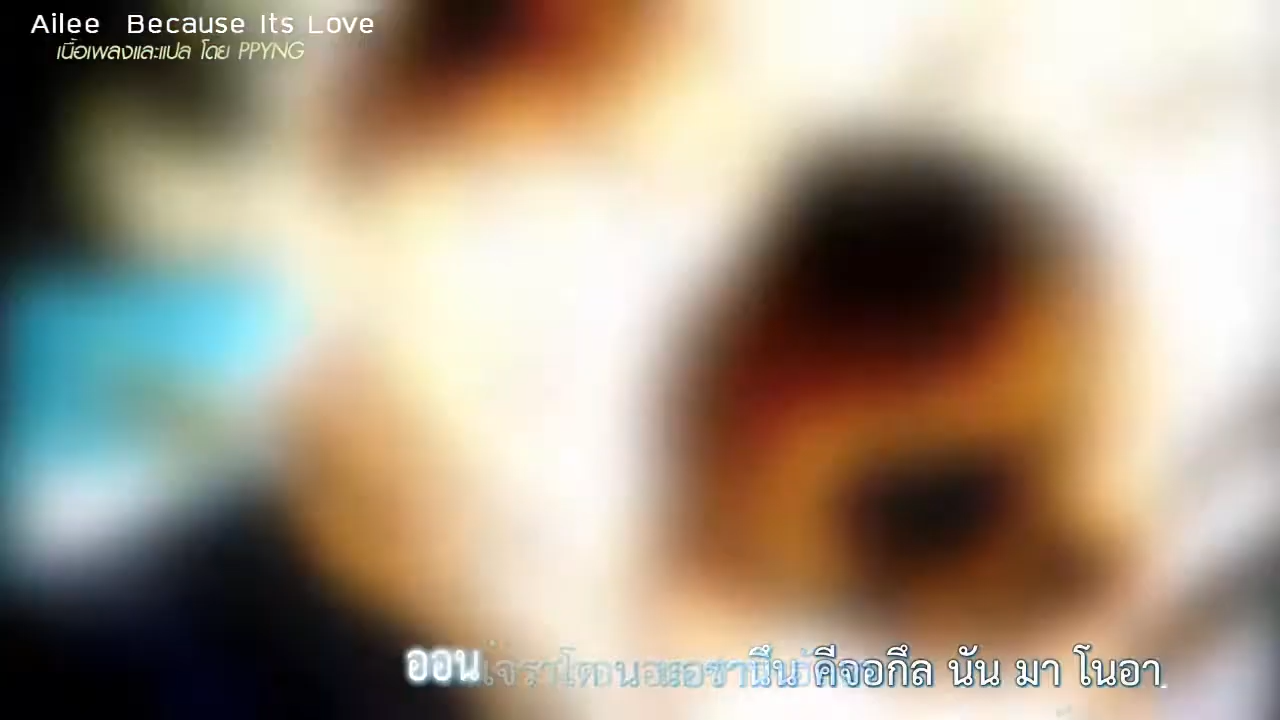 Ailee Because Its Love
เนื้อเพลงและแปล โดย PPYNG
ออน คีจอกึล นัน มา โนอา